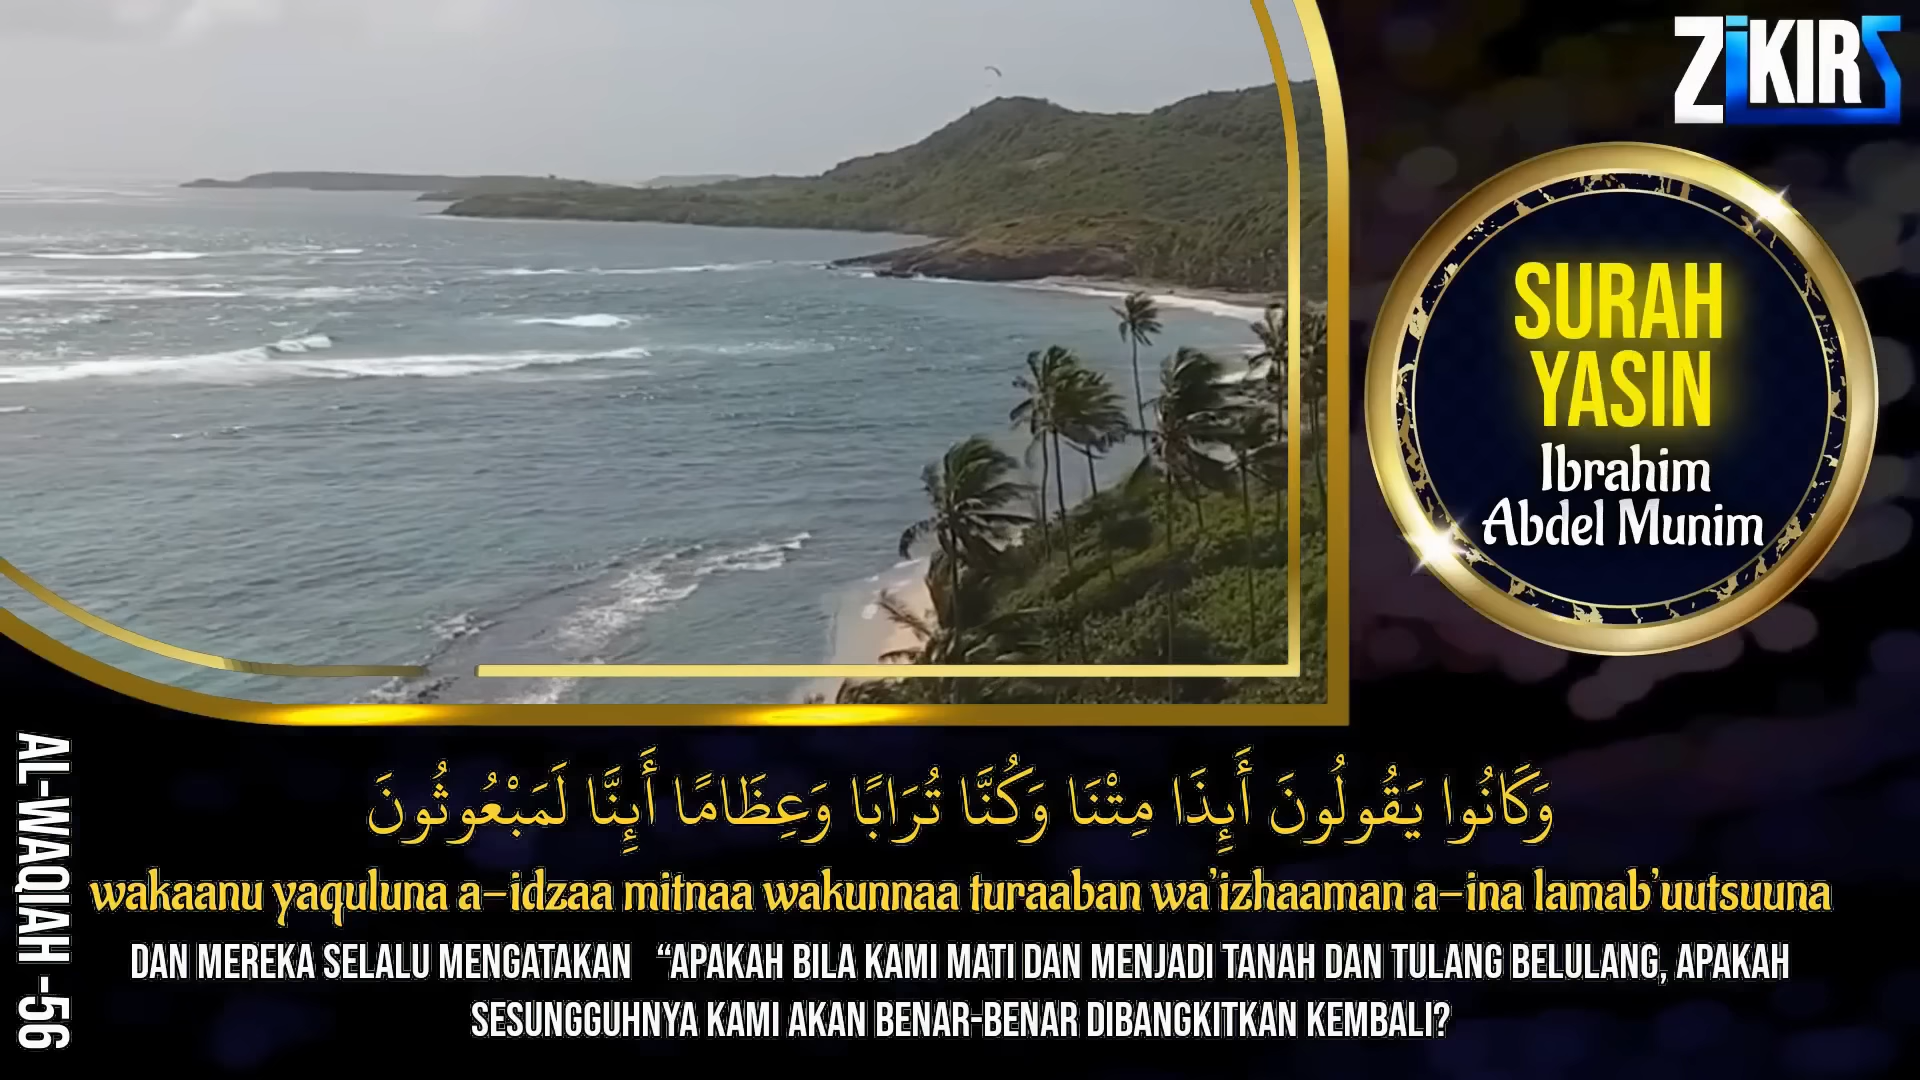 ZiKIRS
SURAH
YASIN
Ibrahim
Abdel Munim
وَكَانُوا يَقُولُونَ أَىِٕذَا مِتْنَا وَكُنَّا تُرَابًا وَعِظَامًا أَىِٕنَّا لَمَبْعُوثُونَ
wakaanu yaquluna a-idzaa mitnaa wakunnaa turaaban wa'izhaaman a-ina lamab'uutsuuna
DAN MEREKA SELALU MENGATAKAN “APAKAH BILA KAMI MATI DAN MENJADI TANAH DAN TULANG BELULANG, APAKAH
SESUNGGUHNYA KAMI AKAN BENAR-BENAR DIBANGKITKAN KEMBALI?
AL-WAQIAH -56